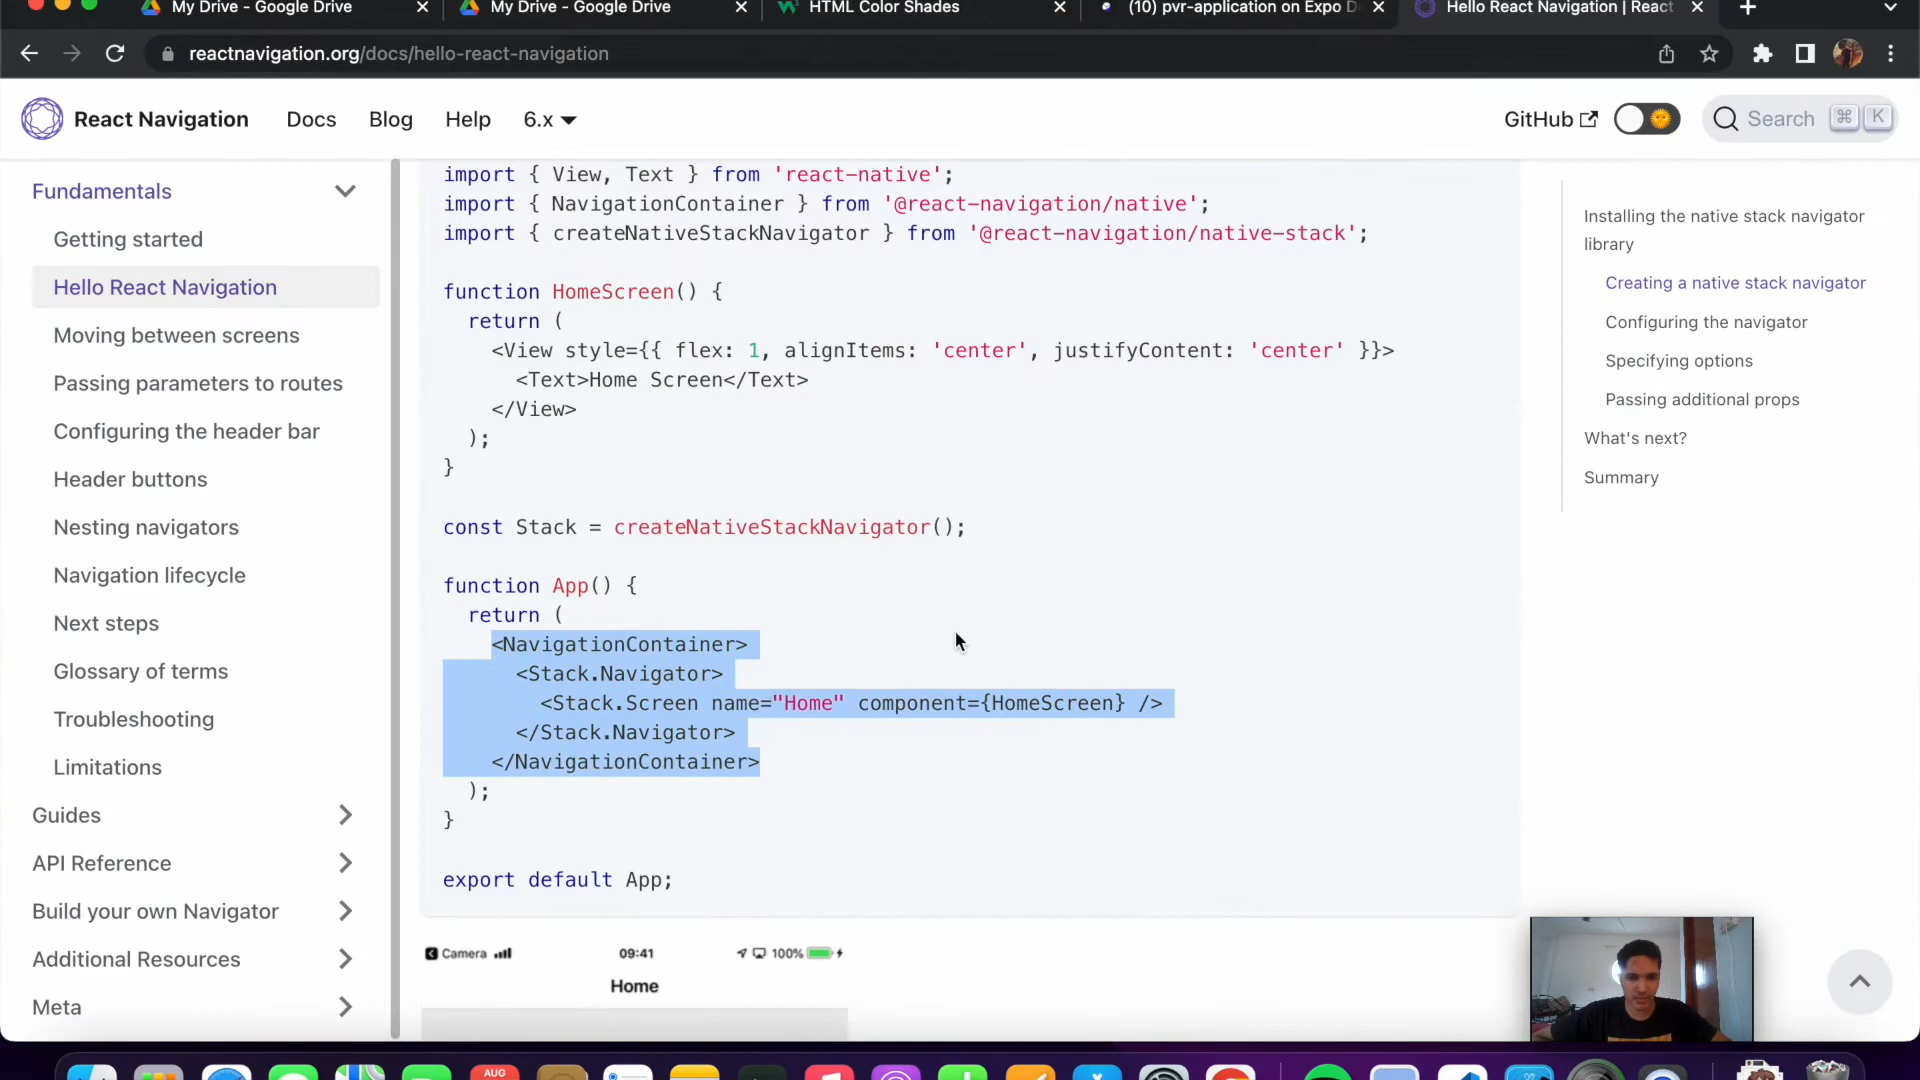 My Drive - Google Drive
My Drive - Google Drive
HTML Color Shades
(10) pvr-application on Expo D
Hello React Navigation | React
reactnavigation.org/docs/hello-react-navigation
React Navigation
Docs
Blog
Help
6.x
GitHub
Search
⌘
K
Fundamentals
Getting started
Hello React Navigation
Moving between screens
Passing parameters to routes
Configuring the header bar
Header buttons
Nesting navigators
Navigation lifecycle
Next steps
Glossary of terms
Troubleshooting
Limitations
Guides
API Reference
Build your own Navigator
Additional Resources
Meta
import { View, Text } from 'react-native';
import { NavigationContainer } from '@react-navigation/native';
import { createNativeStackNavigator } from '@react-navigation/native-stack';
function HomeScreen() {
return (
<View style={{ flex: 1, alignItems: 'center', justifyContent: 'center' }}>
<Text>Home Screen</Text>
</View>
);
}
const Stack = createNativeStackNavigator();
function App() {
return (
<NavigationContainer>
<Stack.Navigator>
<Stack.Screen name="Home" component={HomeScreen} />
</Stack.Navigator>
</NavigationContainer>
);
}
export default App;
Camera
09:41
100%
Home
Installing the native stack navigator
library
Creating a native stack navigator
Configuring the navigator
Specifying options
Passing additional props
What's next?
Summary
AUG